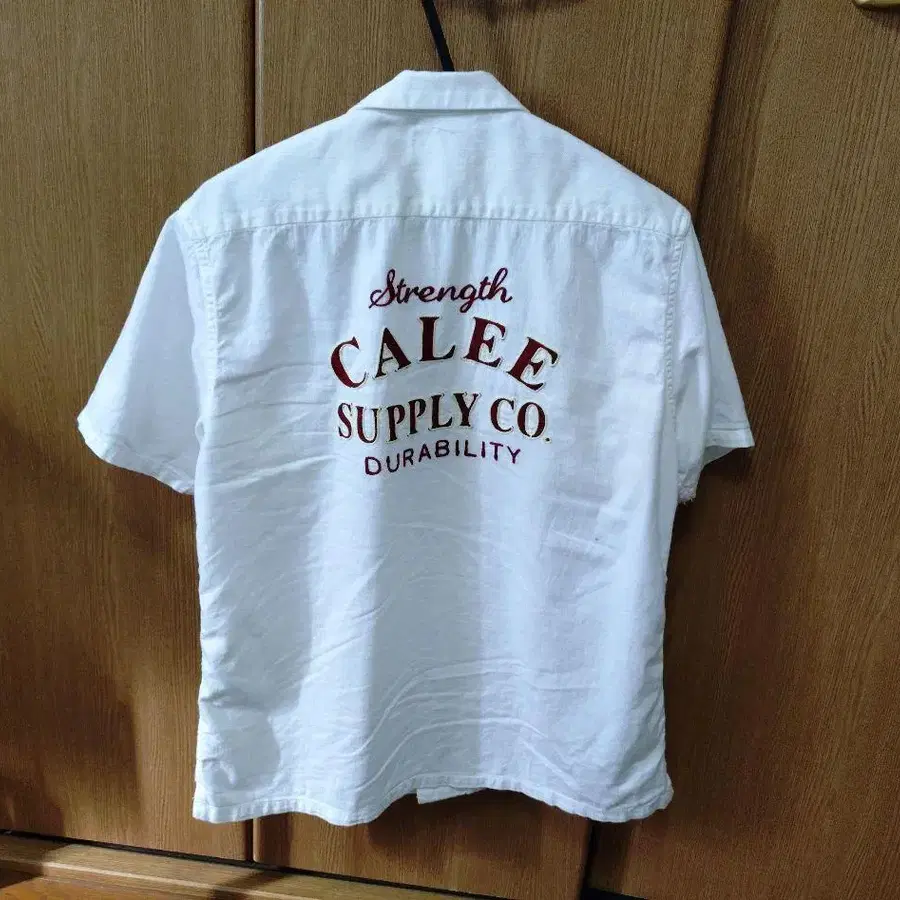 Strength
CALEE
SUPPLY CO.
DURABILITY